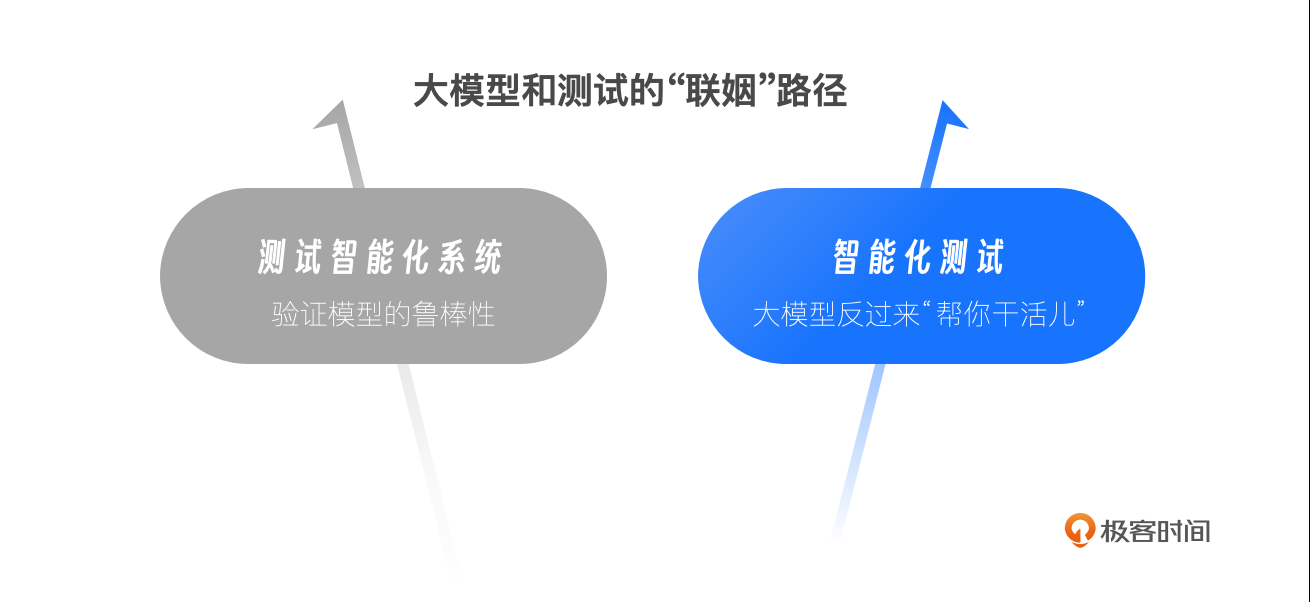 大模型和测试的“联姻”路径
测试智能化系统
验证模型的鲁棒性
智能化测试
大模型反过来“帮你干活儿”
极客时间